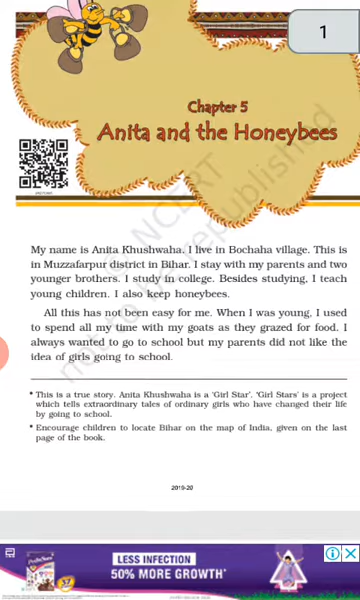 1
Chapter 5
Anita and the Honeybees
© NCERT
not to be republished
My name is Anita Khushwaha. I live in Bochaha village. This is
in Muzzafarpur district in Bihar. I stay with my parents and two
younger brothers. I study in college. Besides studying, I teach
young children. I also keep honeybees.
All this has not been easy for me. When I was young, I used
to spend all my time with my goats as they grazed for food. I
always wanted to go to school but my parents did not like the
idea of girls going to school.
* This is a true story. Anita Khushwaha is a ‘Girl Star’. ‘Girl Stars’ is a project
which tells extraordinary tales of ordinary girls who have changed their life
by going to school.
* Encourage children to locate Bihar on the map of India, given on the last
page of the book.
2019-20
LESS INFECTION
50% MORE GROWTH*